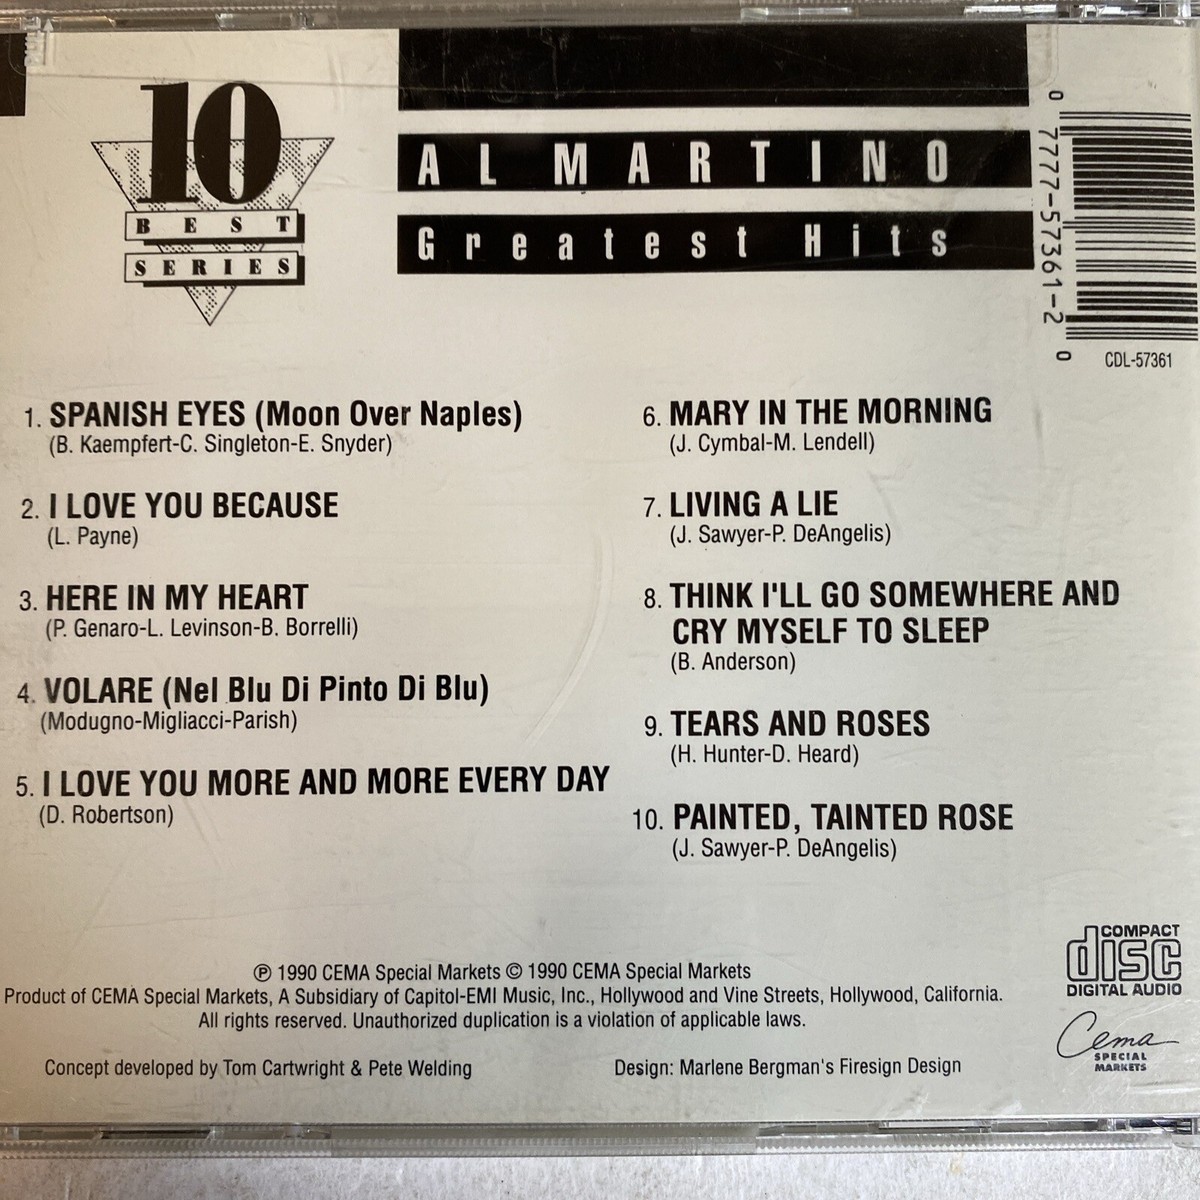 10
BEST
SERIES
AL MARTINO
Greatest Hits
0 7777-57361-2 0
CDL-57361
1. SPANISH EYES (Moon Over Naples)
(B. Kaempfert-C. Singleton-E. Snyder)
2. I LOVE YOU BECAUSE
(L. Payne)
3. HERE IN MY HEART
(P. Genaro-L. Levinson-B. Borrelli)
4. VOLARE (Nel Blu Di Pinto Di Blu)
(Modugno-Migliacci-Parish)
5. I LOVE YOU MORE AND MORE EVERY DAY
(D. Robertson)
6. MARY IN THE MORNING
(J. Cymbal-M. Lendell)
7. LIVING A LIE
(J. Sawyer-P. DeAngelis)
8. THINK I'LL GO SOMEWHERE AND
CRY MYSELF TO SLEEP
(B. Anderson)
9. TEARS AND ROSES
(H. Hunter-D. Heard)
10. PAINTED, TAINTED ROSE
(J. Sawyer-P. DeAngelis)
℗ 1990 CEMA Special Markets © 1990 CEMA Special Markets
Product of CEMA Special Markets, A Subsidiary of Capitol-EMI Music, Inc., Hollywood and Vine Streets, Hollywood, California.
All rights reserved. Unauthorized duplication is a violation of applicable laws.
Concept developed by Tom Cartwright & Pete Welding
Design: Marlene Bergman's Firesign Design
COMPACT
disc
DIGITAL AUDIO
Cema
SPECIAL
MARKETS